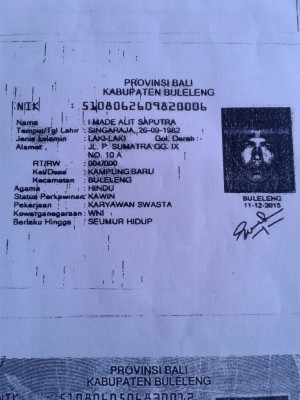 PROVINSI BALI
KABUPATEN BULELENG
NIK : 5108062609820006
Nama : I MADE ALIT SAPUTRA
Tempat/Tgl Lahir : SINGARAJA, 26-09-1982
Jenis kelamin : LAKI-LAKI Gol. Darah : -
Alamat : JL. P. SUMATRA GG. IX
NO. 10 A
RT/RW : 004/000
Kel/Desa : KAMPUNG BARU
Kecamatan : BULELENG
Agama : HINDU
Status Perkawinan: KAWIN
Pekerjaan : KARYAWAN SWASTA
Kewarganegaraan: WNI
Berlaku Hingga : SEUMUR HIDUP
BULELENG
11-12-2015
PROVINSI BALI
KABUPATEN BULELENG